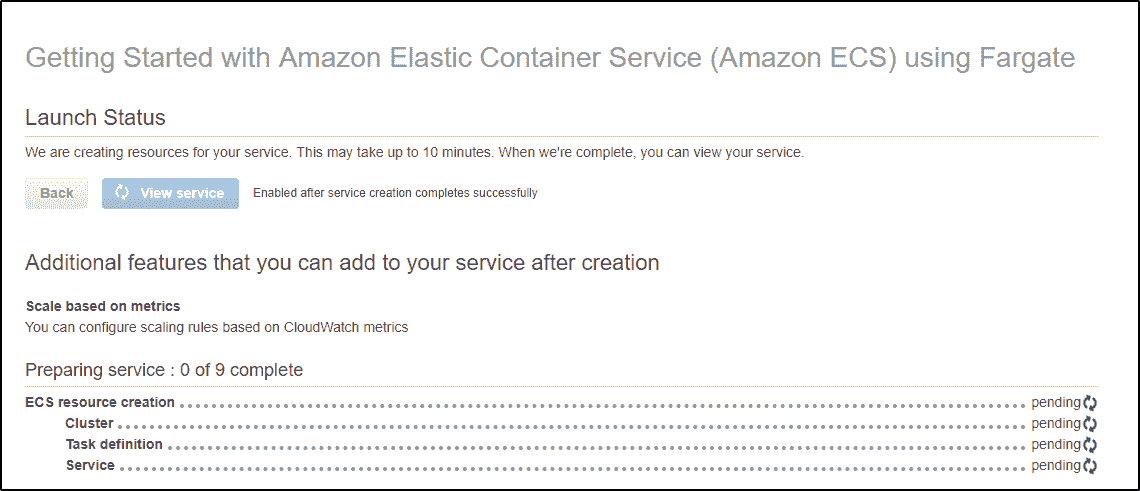 Getting Started with Amazon Elastic Container Service (Amazon ECS) using Fargate
Launch Status
We are creating resources for your service. This may take up to 10 minutes. When we're complete, you can view your service.
Back View service Enabled after service creation completes successfully
Additional features that you can add to your service after creation
Scale based on metrics
You can configure scaling rules based on CloudWatch metrics
Preparing service : 0 of 9 complete
ECS resource creation pending
Cluster pending
Task definition pending
Service pending